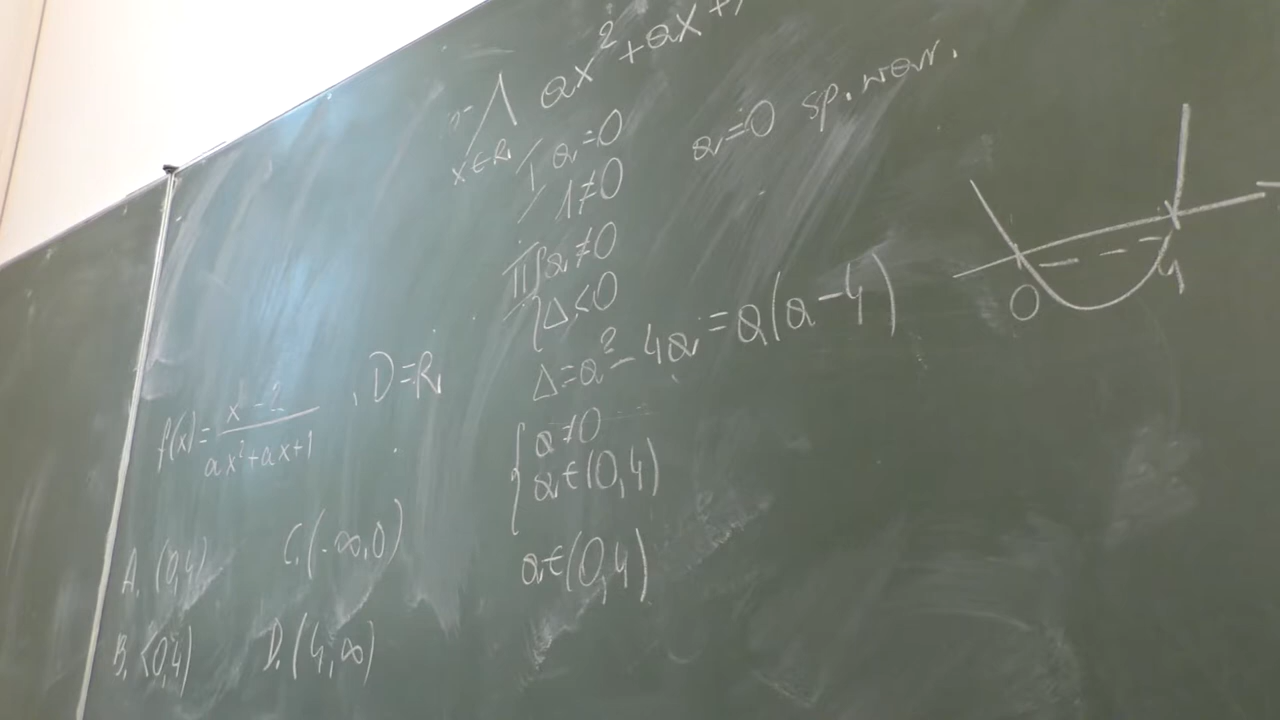 f(x) = x - 2 / ax² + ax + 1 , D = R
A. (0,4) C. (-∞,0)
B. <0,4) D. (4,∞)
⋀ ax² + ax +
x∈R
I a=0 a=0 sp. war.
1≠0
II { a≠0
Δ<0
Δ=a²-4a=a(a-4)
{ a≠0
a∈(0,4)
a∈(0,4)
0 4